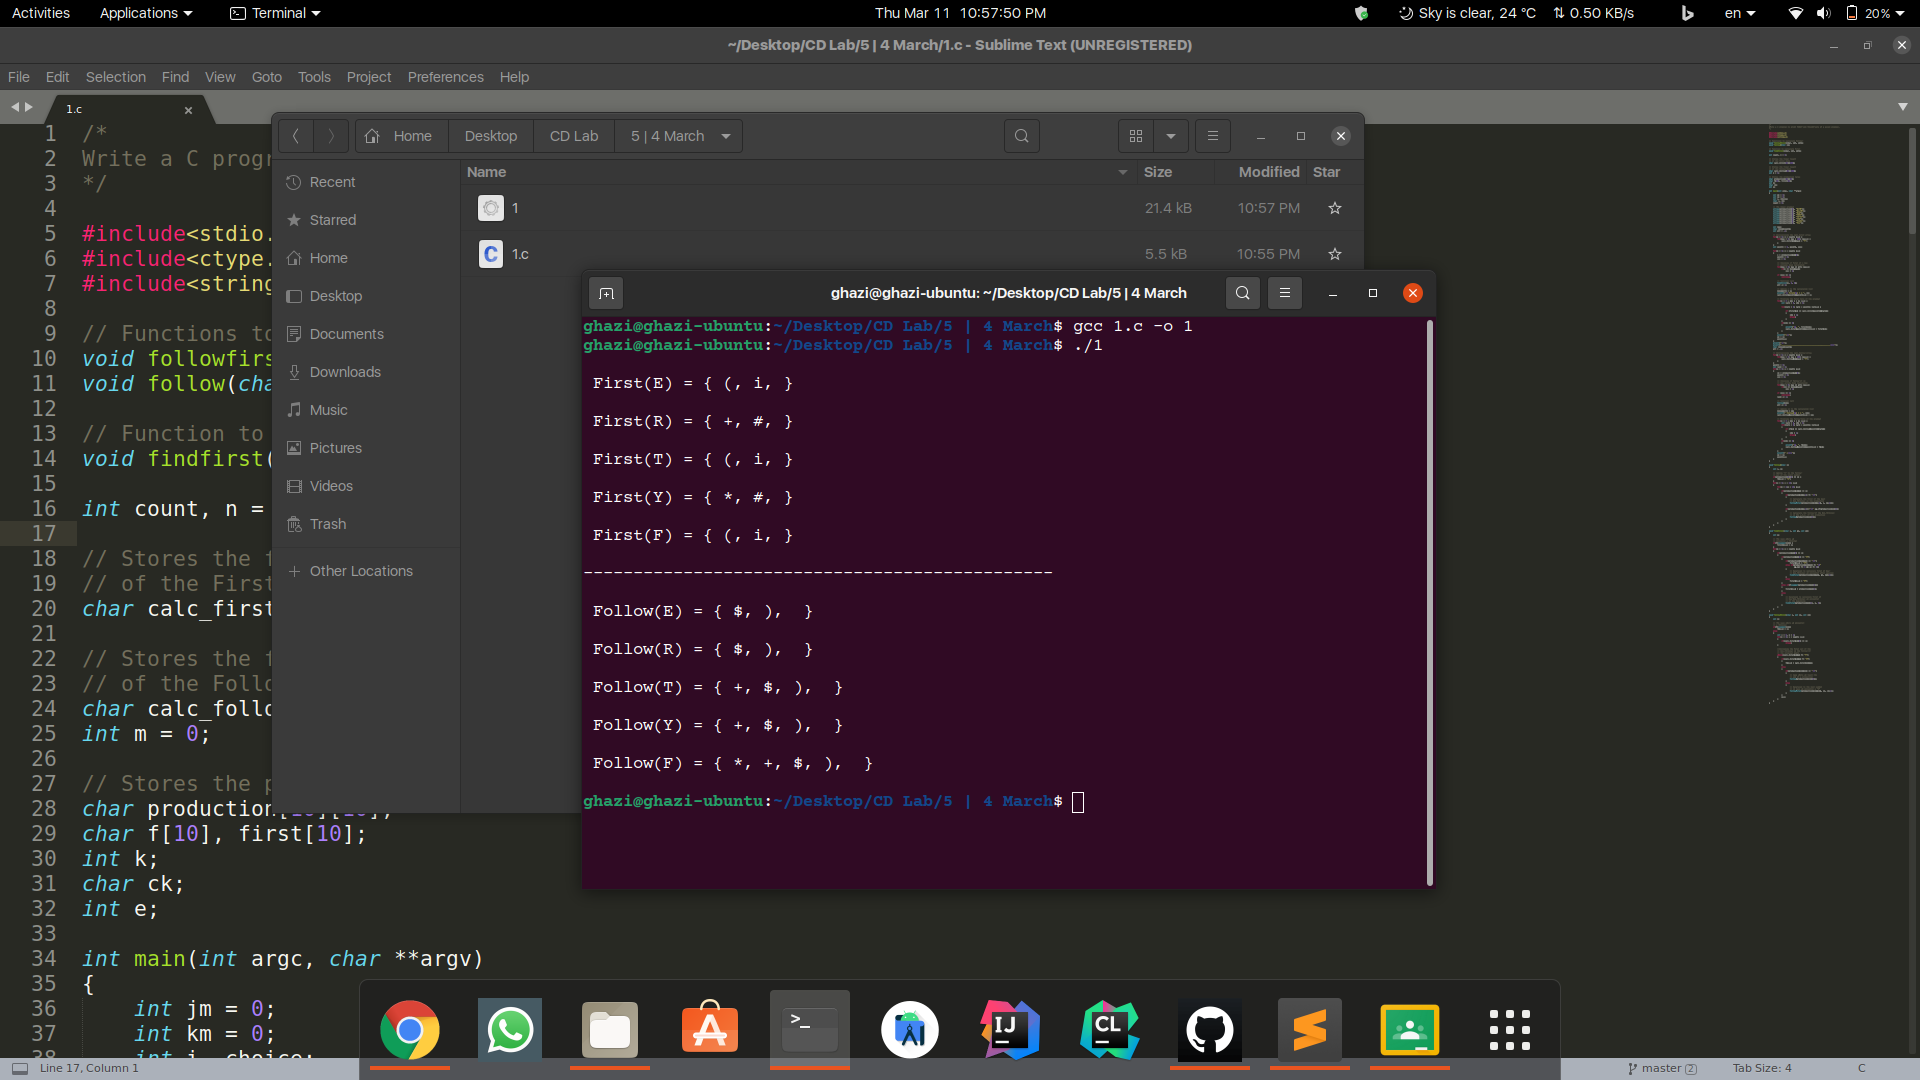 Activities Applications Terminal Thu Mar 11 10:57:50 PM Sky is clear, 24 °C 0.50 KB/s en 20%
~/Desktop/CD Lab/5 | 4 March/1.c - Sublime Text (UNREGISTERED)
File Edit Selection Find View Goto Tools Project Preferences Help
1.c
1 /*
2 Write a C progr
3 */
4
5 #include<stdio.
6 #include<ctype.
7 #include<string
8
9 // Functions to
10 void followfirs
11 void follow(cha
12
13 // Function to
14 void findfirst(
15
16 int count, n =
17
18 // Stores the f
19 // of the First
20 char calc_first
21
22 // Stores the f
23 // of the Follo
24 char calc_follo
25 int m = 0;
26
27 // Stores the p
28 char production[10][10];
29 char f[10], first[10];
30 int k;
31 char ck;
32 int e;
33
34 int main(int argc, char **argv)
35 {
36 int jm = 0;
37 int km = 0;
38 int i, choice;
Home Desktop CD Lab 5 | 4 March
Name Size Modified Star
1 21.4 kB 10:57 PM
1.c 5.5 kB 10:55 PM
Recent
Starred
Home
Desktop
Documents
Downloads
Music
Pictures
Videos
Trash
Other Locations
ghazi@ghazi-ubuntu: ~/Desktop/CD Lab/5 | 4 March
ghazi@ghazi-ubuntu:~/Desktop/CD Lab/5 | 4 March$ gcc 1.c -o 1
ghazi@ghazi-ubuntu:~/Desktop/CD Lab/5 | 4 March$ ./1
First(E) = { (, i, }
First(R) = { +, #, }
First(T) = { (, i, }
First(Y) = { *, #, }
First(F) = { (, i, }
-----------------------------------------------
Follow(E) = { $, ),  }
Follow(R) = { $, ),  }
Follow(T) = { +, $, ),  }
Follow(Y) = { +, $, ),  }
Follow(F) = { *, +, $, ),  }
ghazi@ghazi-ubuntu:~/Desktop/CD Lab/5 | 4 March$
>_ IJ CL
Line 17, Column 1 master 2 Tab Size: 4 C